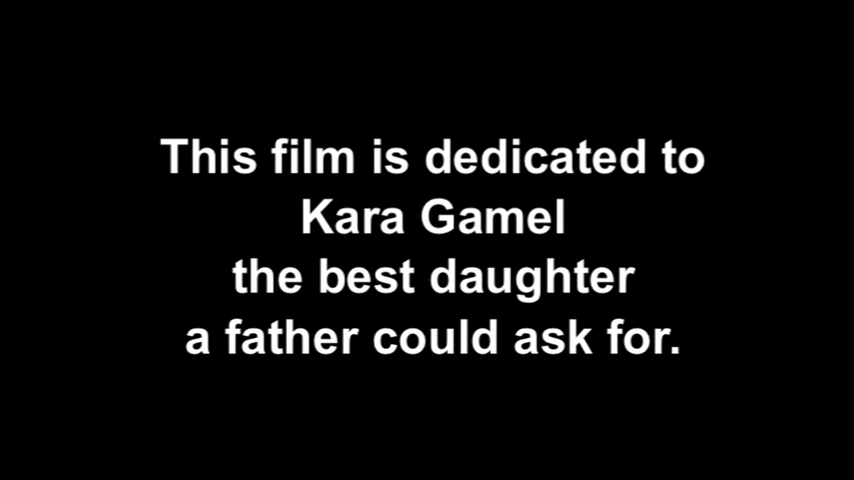 This film is dedicated to
Kara Gamel
the best daughter
a father could ask for.